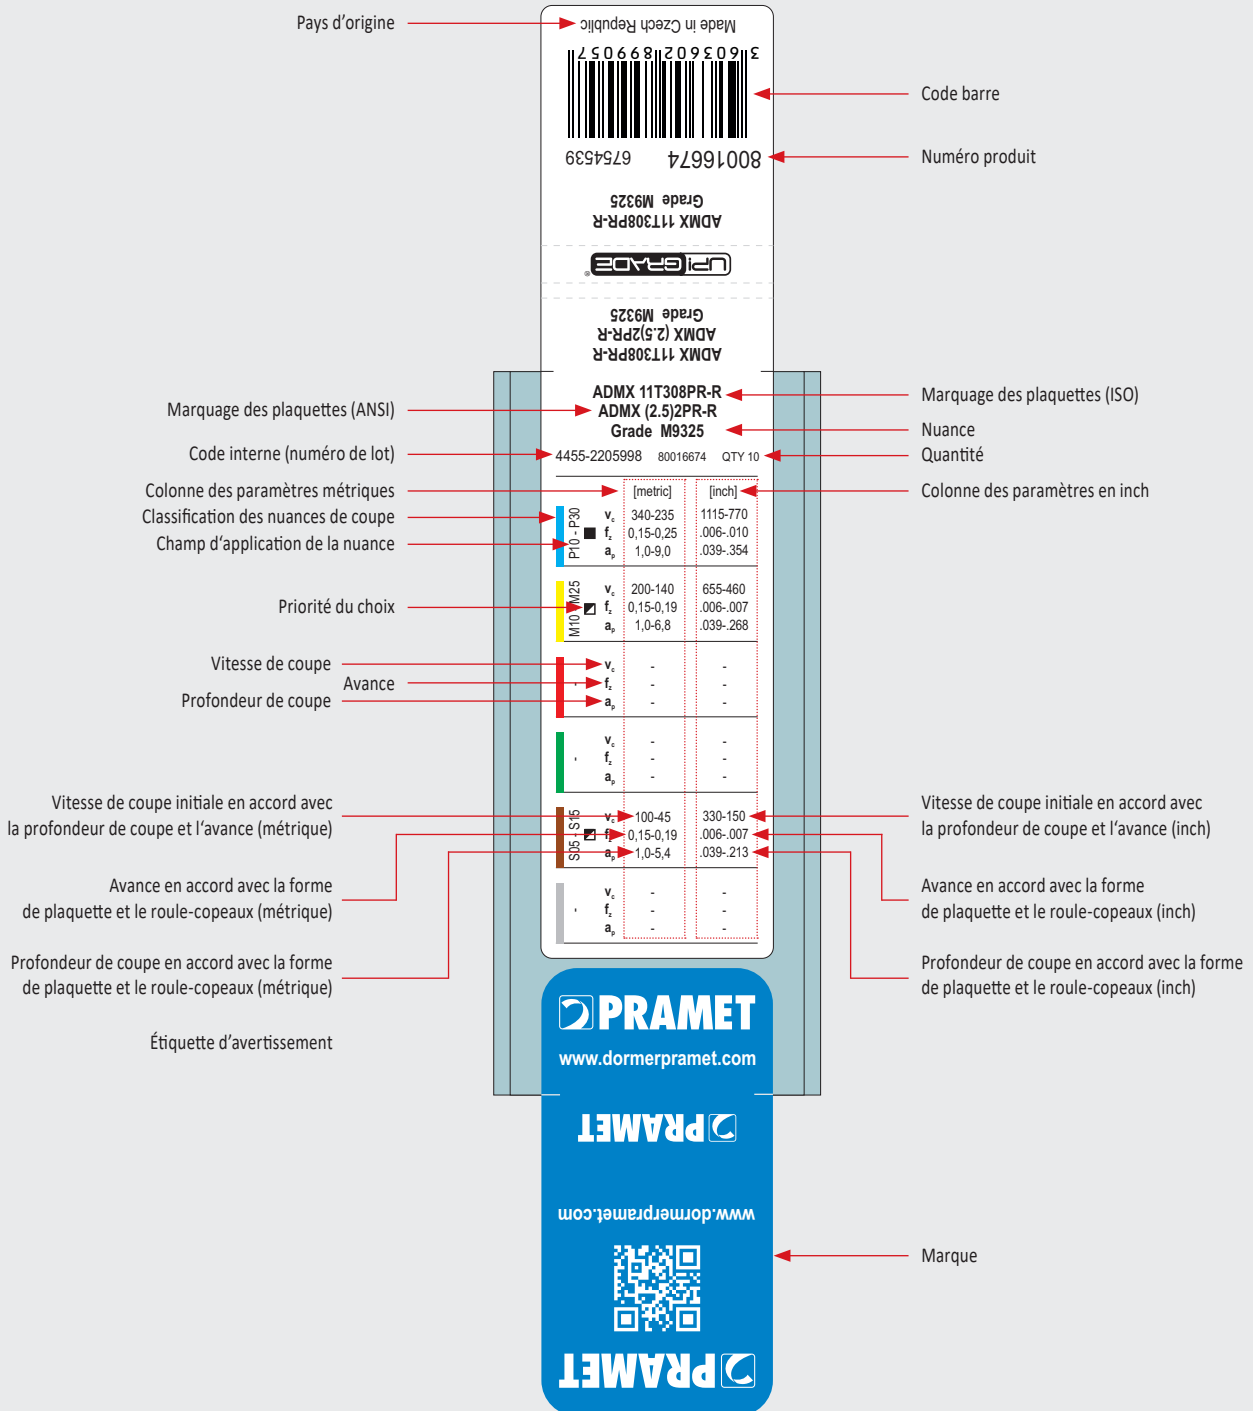 Pays d'origine
Made in Czech Republic
3 603602 899057
Code barre
80016674 6754539
Numéro produit
ADMX 11T308PR-R
Grade M9325
UPiGRADE®
ADMX 11T308PR-R
ADMX (2.5)2PR-R
Grade M9325
ADMX 11T308PR-R
Marquage des plaquettes (ISO)
Marquage des plaquettes (ANSI)
ADMX (2.5)2PR-R
Grade M9325
Nuance
Code interne (numéro de lot)
4455-2205998 80016674 QTY 10
Quantité
Colonne des paramètres métriques
[metric] [inch]
Colonne des paramètres en inch
Classification des nuances de coupe
Champ d‘application de la nuance
P10 - P30
vc 340-235 1115-770
fz 0,15-0,25 .006-.010
ap 1,0-9,0 .039-.354
Priorité du choix
M10 - M25
vc 200-140 655-460
fz 0,15-0,19 .006-.007
ap 1,0-6,8 .039-.268
Vitesse de coupe
Avance
Profondeur de coupe
-
vc - -
fz - -
ap - -
-
vc - -
fz - -
ap - -
Vitesse de coupe initiale en accord avec
la profondeur de coupe et l‘avance (métrique)
S05 - S15
vc 100-45 330-150
fz 0,15-0,19 .006-.007
ap 1,0-5,4 .039-.213
Vitesse de coupe initiale en accord avec
la profondeur de coupe et l'avance (inch)
Avance en accord avec la forme
de plaquette et le roule-copeaux (métrique)
-
vc - -
fz - -
ap - -
Avance en accord avec la forme
de plaquette et le roule-copeaux (inch)
Profondeur de coupe en accord avec la forme
de plaquette et le roule-copeaux (métrique)
Profondeur de coupe en accord avec la forme
de plaquette et le roule-copeaux (inch)
PRAMET
Étiquette d'avertissement
www.dormerpramet.com
PRAMET
www.dormerpramet.com
Marque
PRAMET